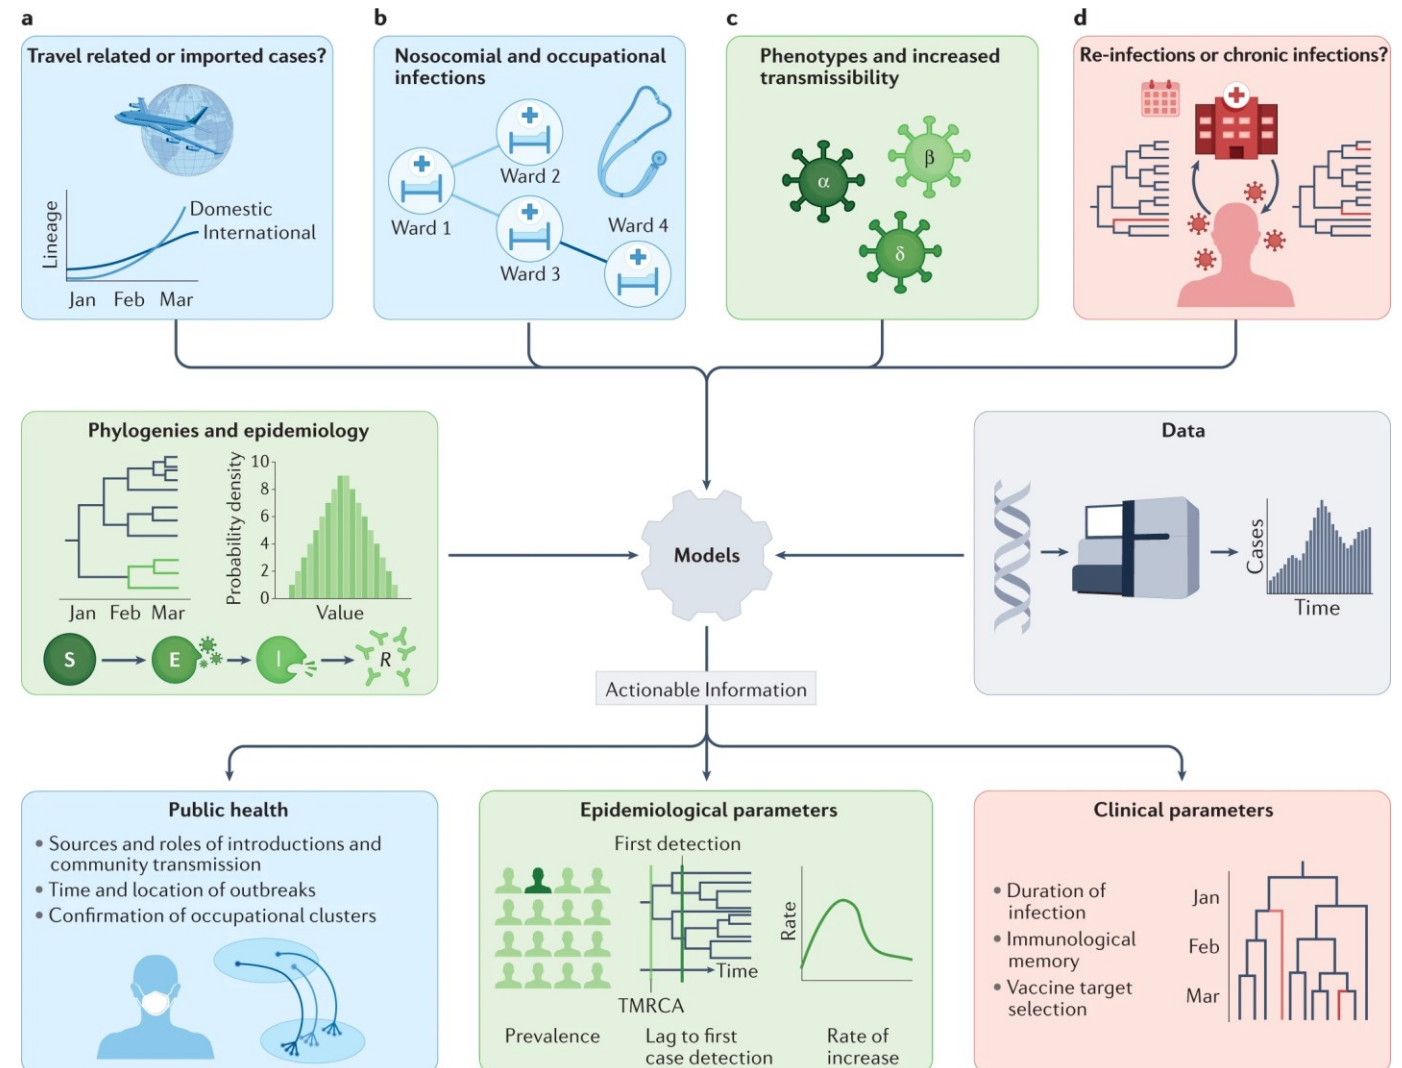 a
Travel related or imported cases?
Lineage
Domestic
International
Jan Feb Mar
b
Nosocomial and occupational
infections
Ward 1
Ward 2
Ward 3
Ward 4
c
Phenotypes and increased
transmissibility
α
β
δ
d
Re-infections or chronic infections?
Phylogenies and epidemiology
Jan Feb Mar
Probability density
10
8
6
4
2
0
Value
S E I R
Models
Data
Cases
Time
Actionable Information
Public health
• Sources and roles of introductions and
community transmission
• Time and location of outbreaks
• Confirmation of occupational clusters
Epidemiological parameters
First detection
Time
TMRCA
Rate
Prevalence
Lag to first
case detection
Rate of
increase
Clinical parameters
• Duration of
infection
• Immunological
memory
• Vaccine target
selection
Jan
Feb
Mar